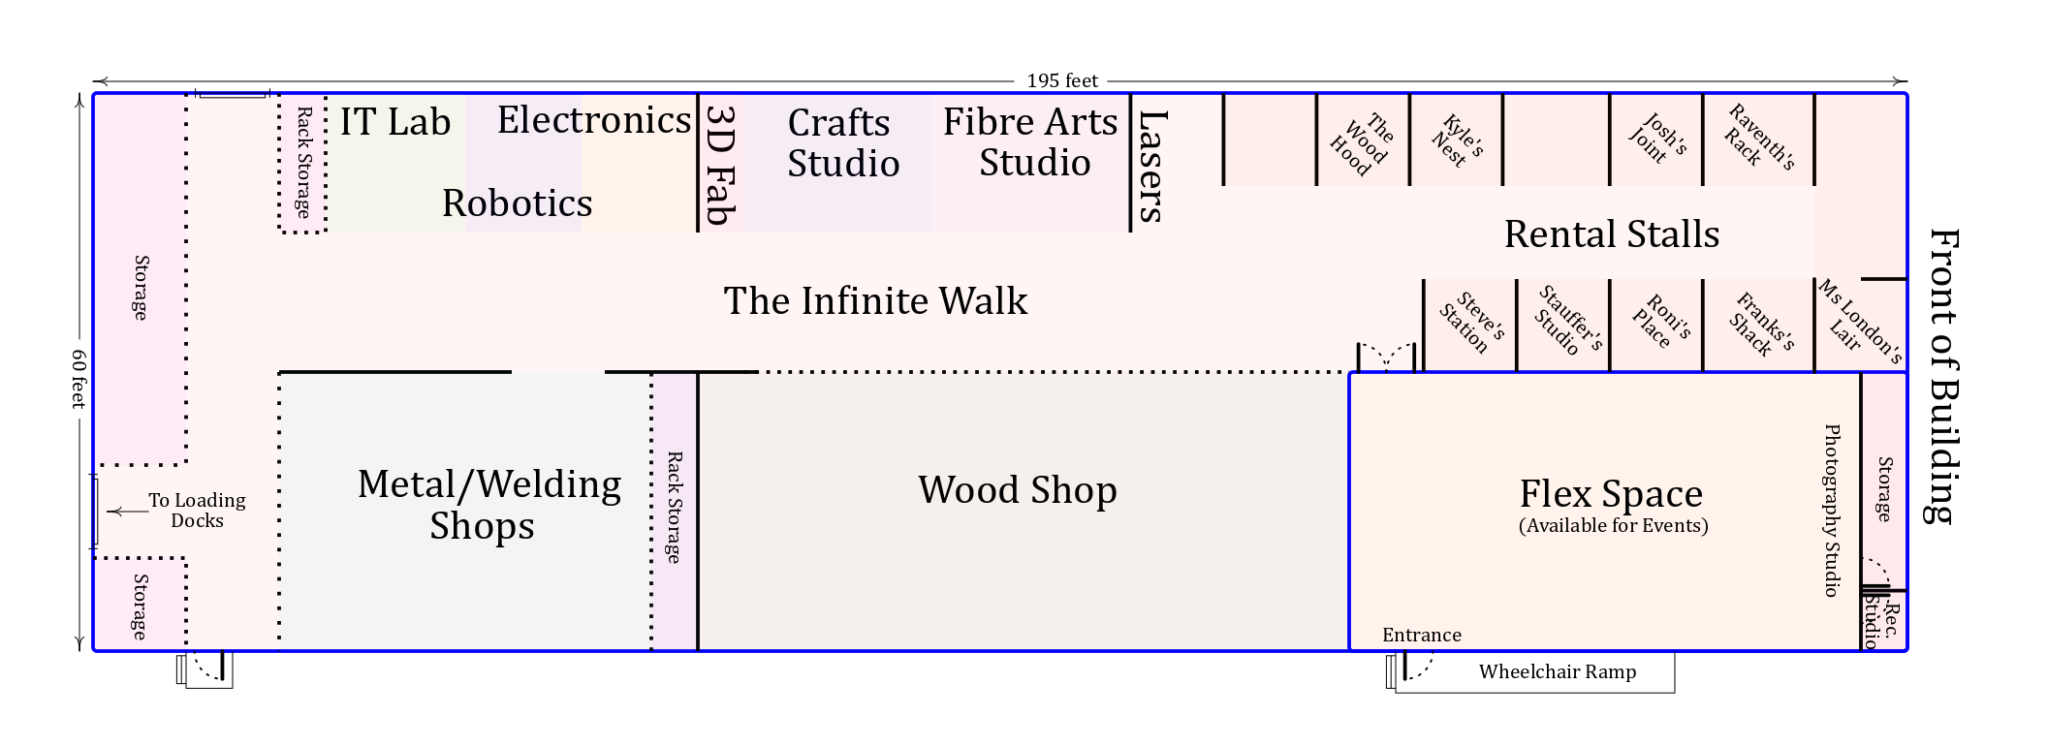 195 feet
60 feet
Storage
Rack Storage
IT Lab
Electronics
Robotics
3D Fab
Crafts
Studio
Fibre Arts
Studio
Lasers
The
Wood
Hood
Kyle's
Nest
Josh's
Joint
Raventh's
Rack
Rental Stalls
The Infinite Walk
Steve's
Station
Stauffer's
Studio
Roni's
Place
Franks's
Shack
Ms London's
Lair
Front of Building
To Loading
Docks
Storage
Metal/Welding
Shops
Rack Storage
Wood Shop
Flex Space
(Available for Events)
Photography Studio
Storage
Rec.
Studio
Entrance
Wheelchair Ramp